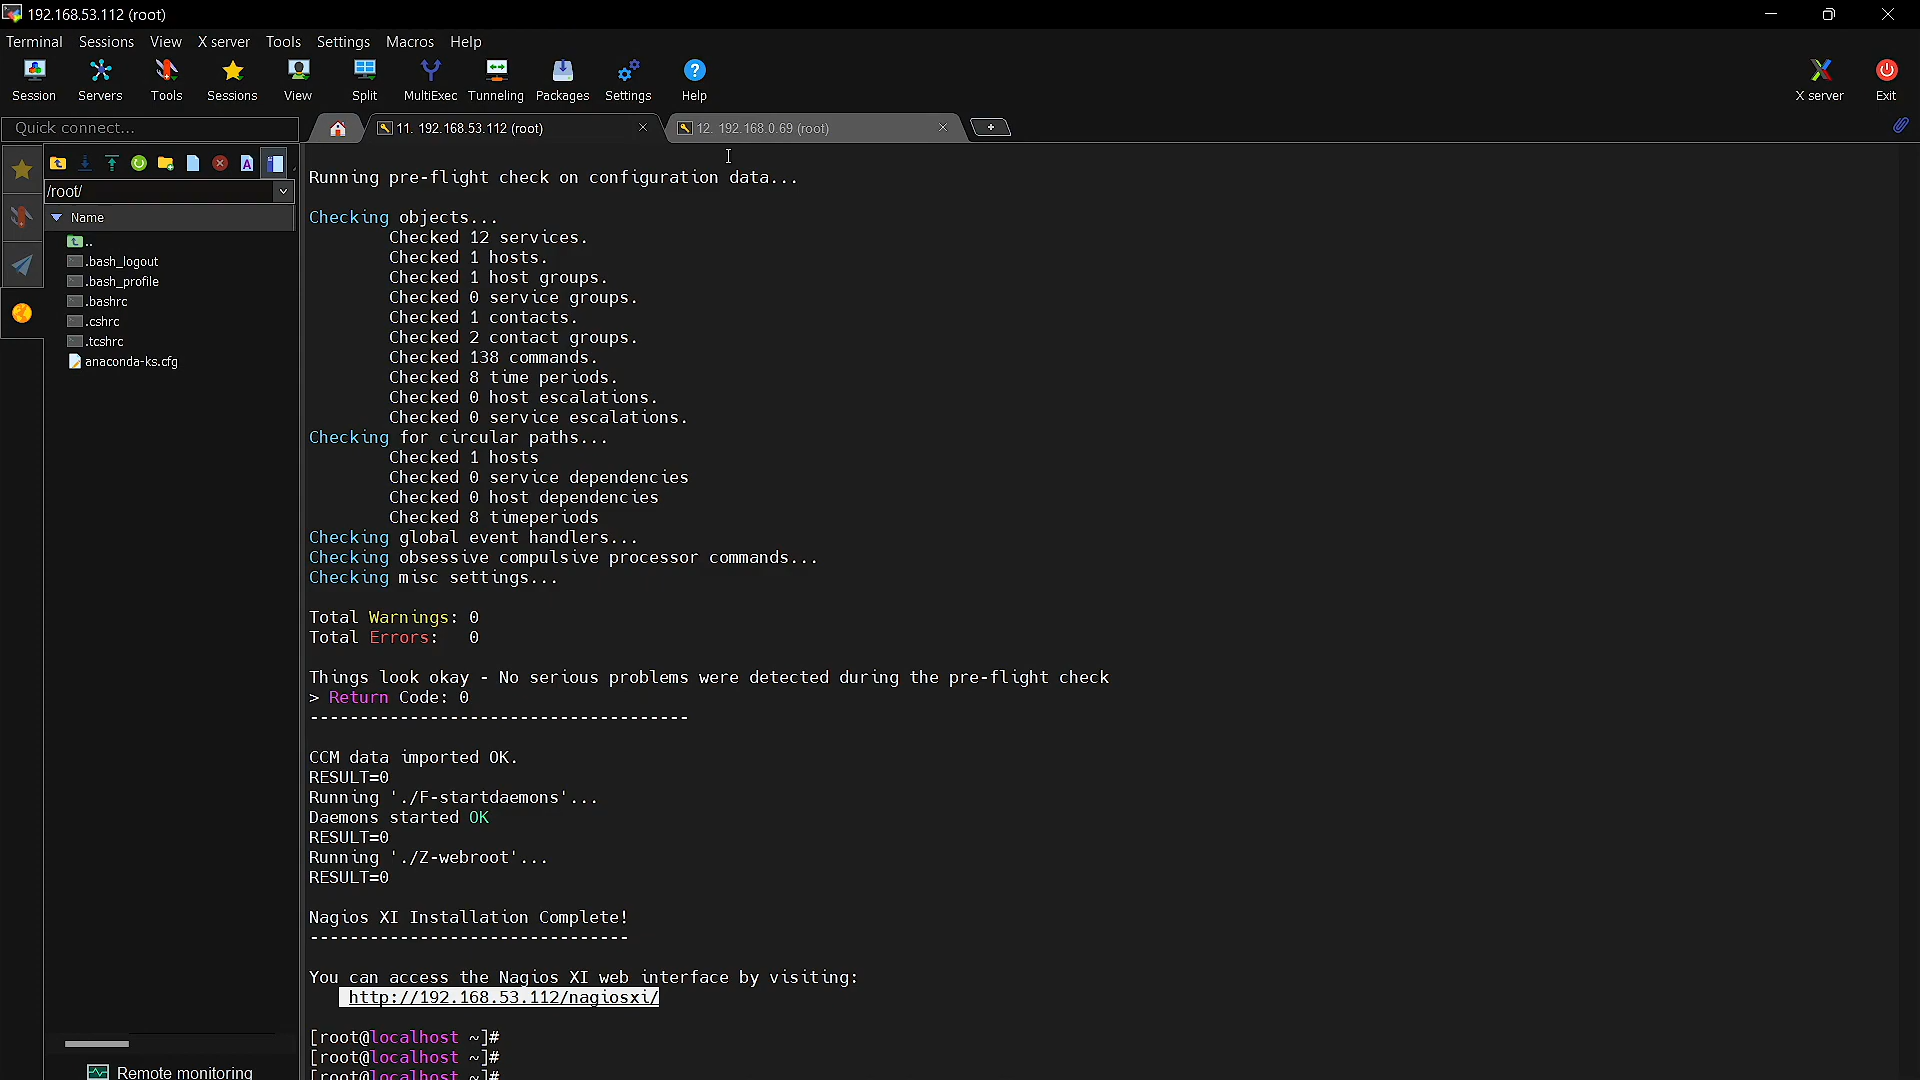 192.168.53.112 (root)
Terminal Sessions View X server Tools Settings Macros Help
Session Servers Tools Sessions View Split MultiExec Tunneling Packages Settings Help X server Exit
Quick connect... 11. 192.168.53.112 (root) 12. 192.168.0.69 (root)
/root/
Name
..
.bash_logout
.bash_profile
.bashrc
.cshrc
.tcshrc
anaconda-ks.cfg
Remote monitoring
Running pre-flight check on configuration data...
Checking objects...
Checked 12 services.
Checked 1 hosts.
Checked 1 host groups.
Checked 0 service groups.
Checked 1 contacts.
Checked 2 contact groups.
Checked 138 commands.
Checked 8 time periods.
Checked 0 host escalations.
Checked 0 service escalations.
Checking for circular paths...
Checked 1 hosts
Checked 0 service dependencies
Checked 0 host dependencies
Checked 8 timeperiods
Checking global event handlers...
Checking obsessive compulsive processor commands...
Checking misc settings...
Total Warnings: 0
Total Errors:   0
Things look okay - No serious problems were detected during the pre-flight check
> Return Code: 0
--------------------------------------
CCM data imported OK.
RESULT=0
Running './F-startdaemons'...
Daemons started OK
RESULT=0
Running './Z-webroot'...
RESULT=0
Nagios XI Installation Complete!
--------------------------------
You can access the Nagios XI web interface by visiting:
http://192.168.53.112/nagiosxi/
[root@localhost ~]#
[root@localhost ~]#
[root@localhost ~]#